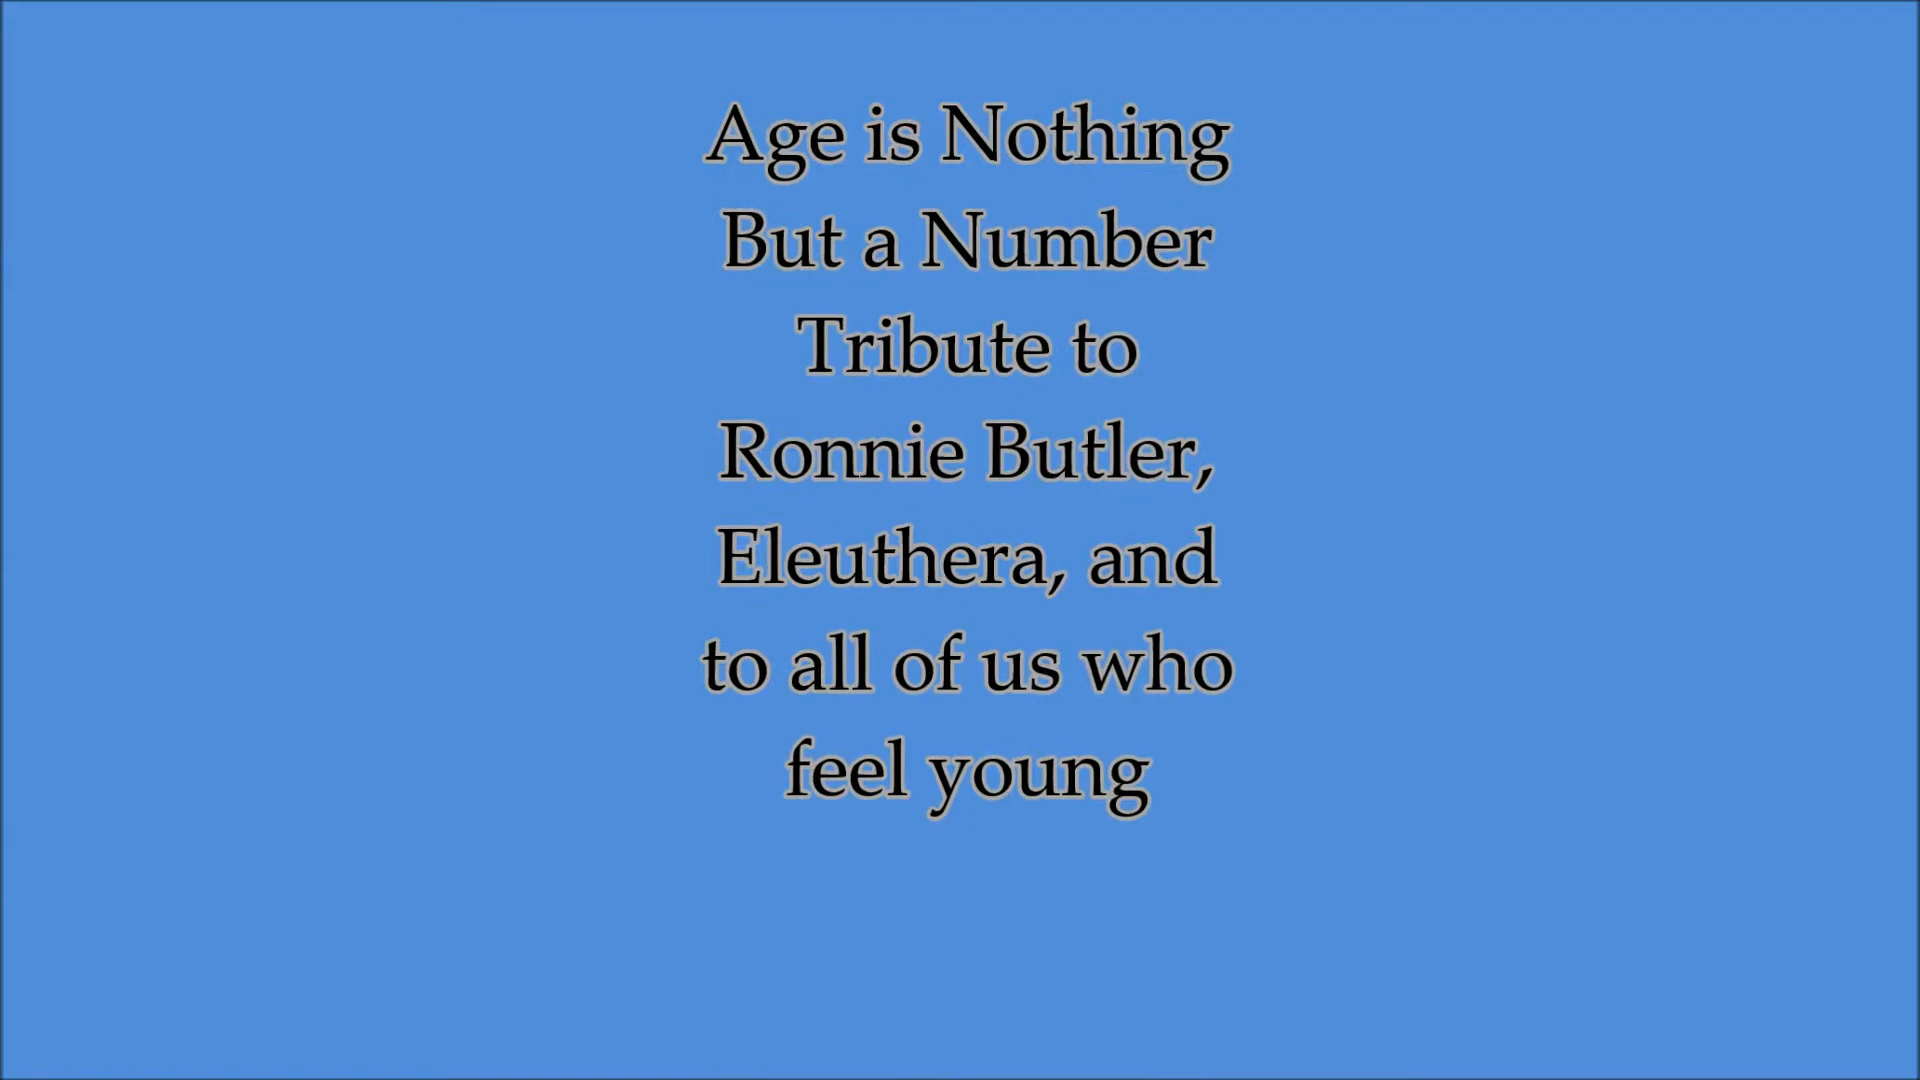 Age is Nothing
But a Number
Tribute to
Ronnie Butler,
Eleuthera, and
to all of us who
feel young